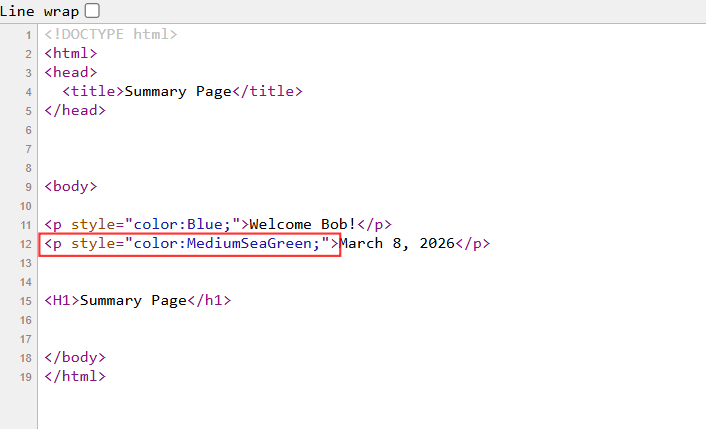 Line wrap
1 <!DOCTYPE html>
2 <html>
3 <head>
4   <title>Summary Page</title>
5 </head>
6
7
8
9 <body>
10
11 <p style="color:Blue;">Welcome Bob!</p>
12 <p style="color:MediumSeaGreen;">March 8, 2026</p>
13
14
15 <H1>Summary Page</h1>
16
17
18 </body>
19 </html>